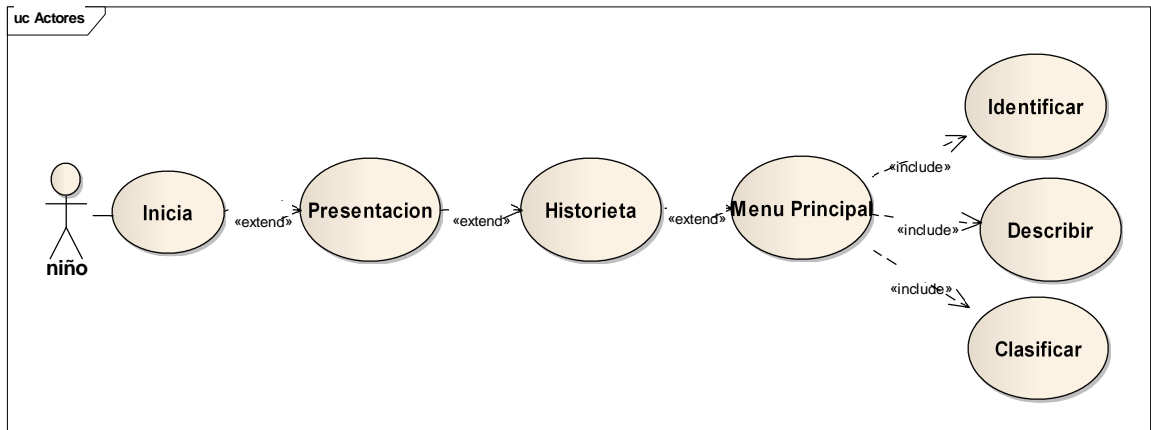 uc Actores
niño
Inicia
«extend»
Presentacion
«extend»
Historieta
«extend»
Menu Principal
«include»
Identificar
«include»
Describir
«include»
Clasificar